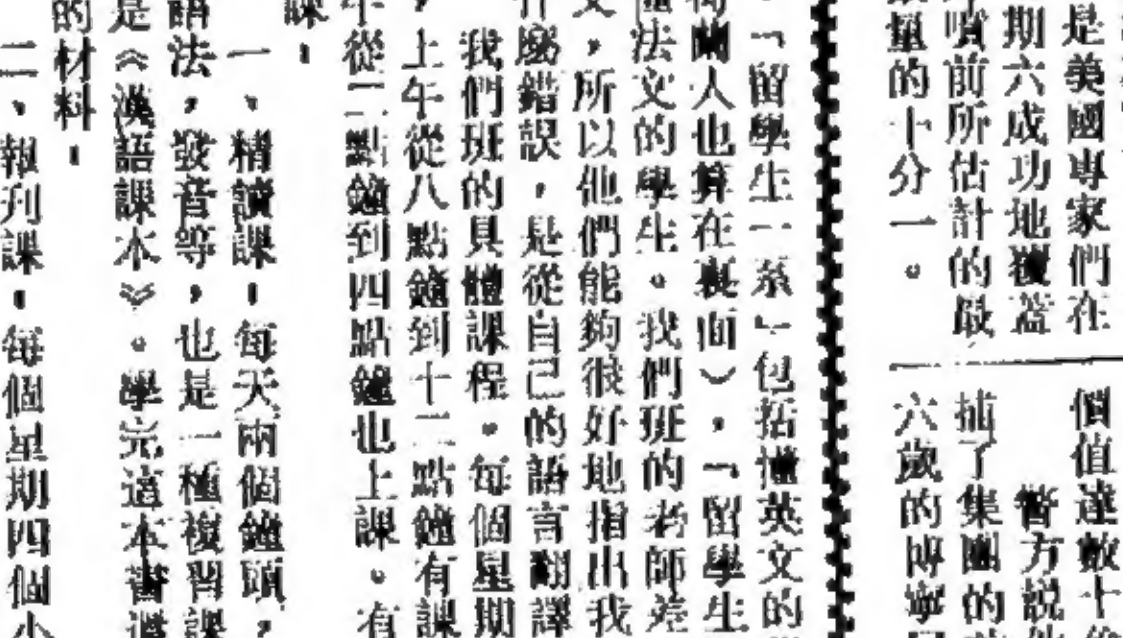 是美國專家們在
期六成功地覆蓋
噴前所估計的最
量的十分一。
價值達數十
警方說
捕了集團的
六歲的
「留學生一系」包括懂英文的
蘭人也算在裏面），「留學生
法文的學生。我們班的老師差
文，所以他們能夠很好地指出我
麼錯誤，是從自己的語言翻譯
我們班的具體課程。每個星期
，上午從八點鐘到十二點鐘有課
午從二點鐘到四點鐘也上課。有
課：
一、精讀課：每天兩個鐘頭，
語法，發音等，也是一種複習課
是《漢語課本》。學完這本書還
的材料：
二、報刊課：每個星期四個小